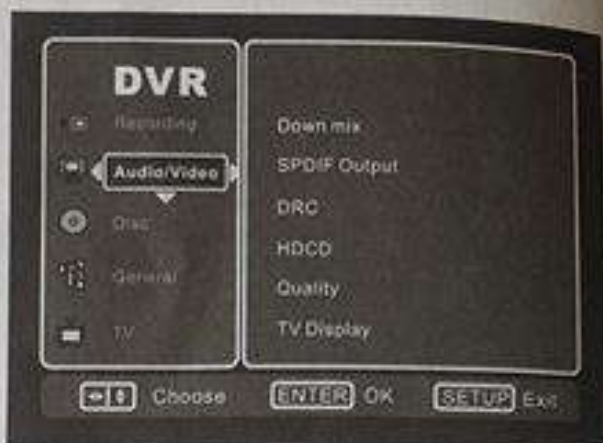 DVR
Recording
Audio/Video
Disc
General
TV
Down mix
SPDIF Output
DRC
HDCD
Quality
TV Display
Choose ENTER OK SETUP Exit